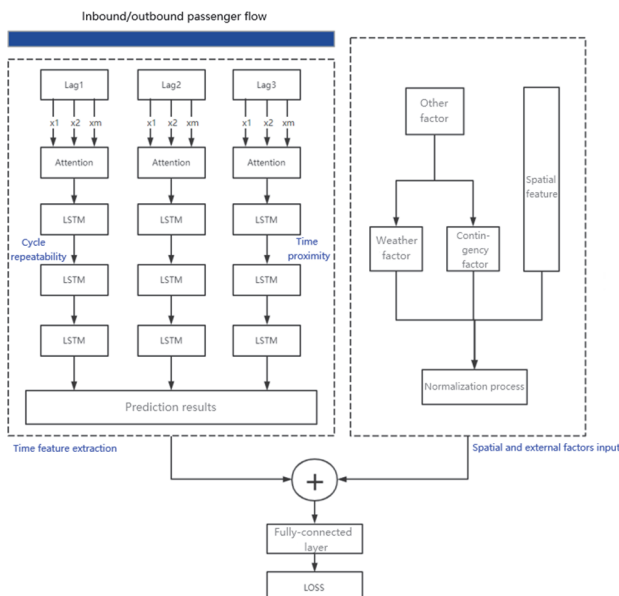 Inbound/outbound passenger flow
Lag1
Lag2
Lag3
x1 x2 xm
x1 x2 xm
x1 x2 xm
Attention
Attention
Attention
LSTM
LSTM
LSTM
Cycle
repeatability
Time
proximity
LSTM
LSTM
LSTM
LSTM
LSTM
LSTM
Prediction results
Time feature extraction
Other
factor
Spatial
feature
Weather
factor
Contin-
gency
factor
Normalization process
Spatial and external factors input
+
Fully-connected
layer
LOSS